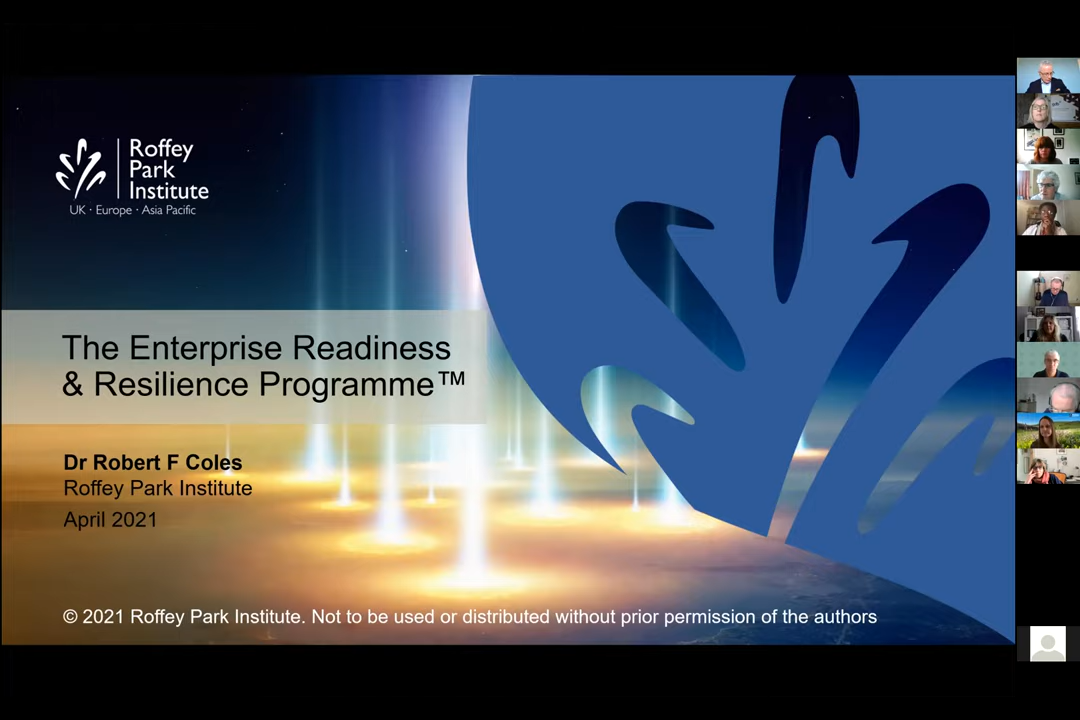 Roffey
Park
Institute
UK · Europe · Asia Pacific
The Enterprise Readiness
& Resilience Programme™
Dr Robert F Coles
Roffey Park Institute
April 2021
© 2021 Roffey Park Institute. Not to be used or distributed without prior permission of the authors